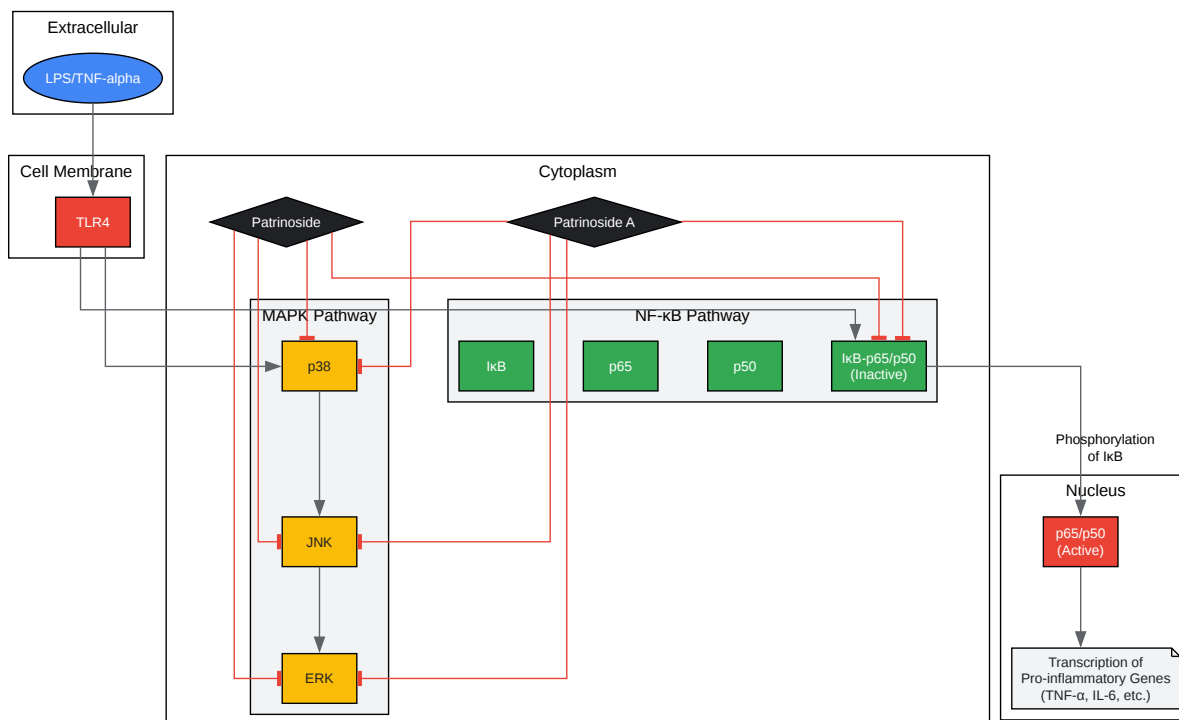 Extracellular
LPS/TNF-alpha
Cell Membrane
TLR4
Cytoplasm
Patrinoside
Patrinoside A
MAPK Pathway
p38
JNK
ERK
NF-κB Pathway
IκB
p65
p50
IκB-p65/p50
(Inactive)
Phosphorylation
of IκB
Nucleus
p65/p50
(Active)
Transcription of
Pro-inflammatory Genes
(TNF-α, IL-6, etc.)